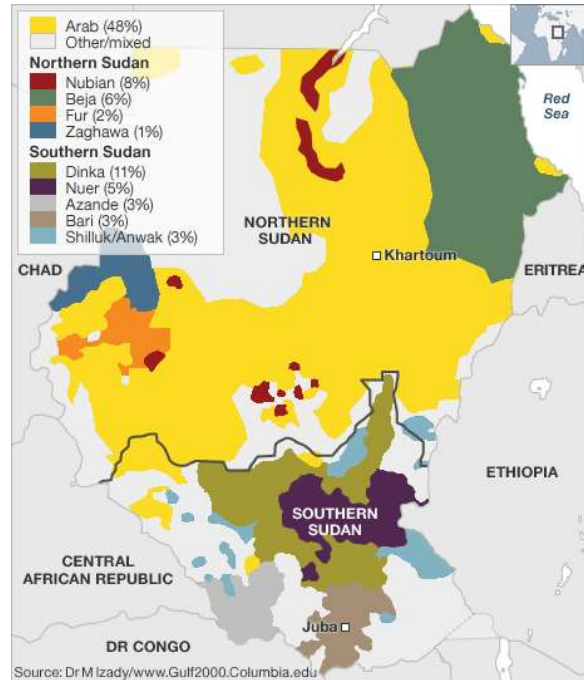 Arab (48%)
Other/mixed
Northern Sudan
Nubian (8%)
Beja (6%)
Fur (2%)
Zaghawa (1%)
Southern Sudan
Dinka (11%)
Nuer (5%)
Azande (3%)
Bari (3%)
Shilluk/Anwak (3%)
Red
Sea
NORTHERN
SUDAN
Khartoum
CHAD
ERITREA
ETHIOPIA
SOUTHERN
SUDAN
CENTRAL
AFRICAN REPUBLIC
Juba
DR CONGO
Source: Dr M Izady/www.Gulf2000.Columbia.edu